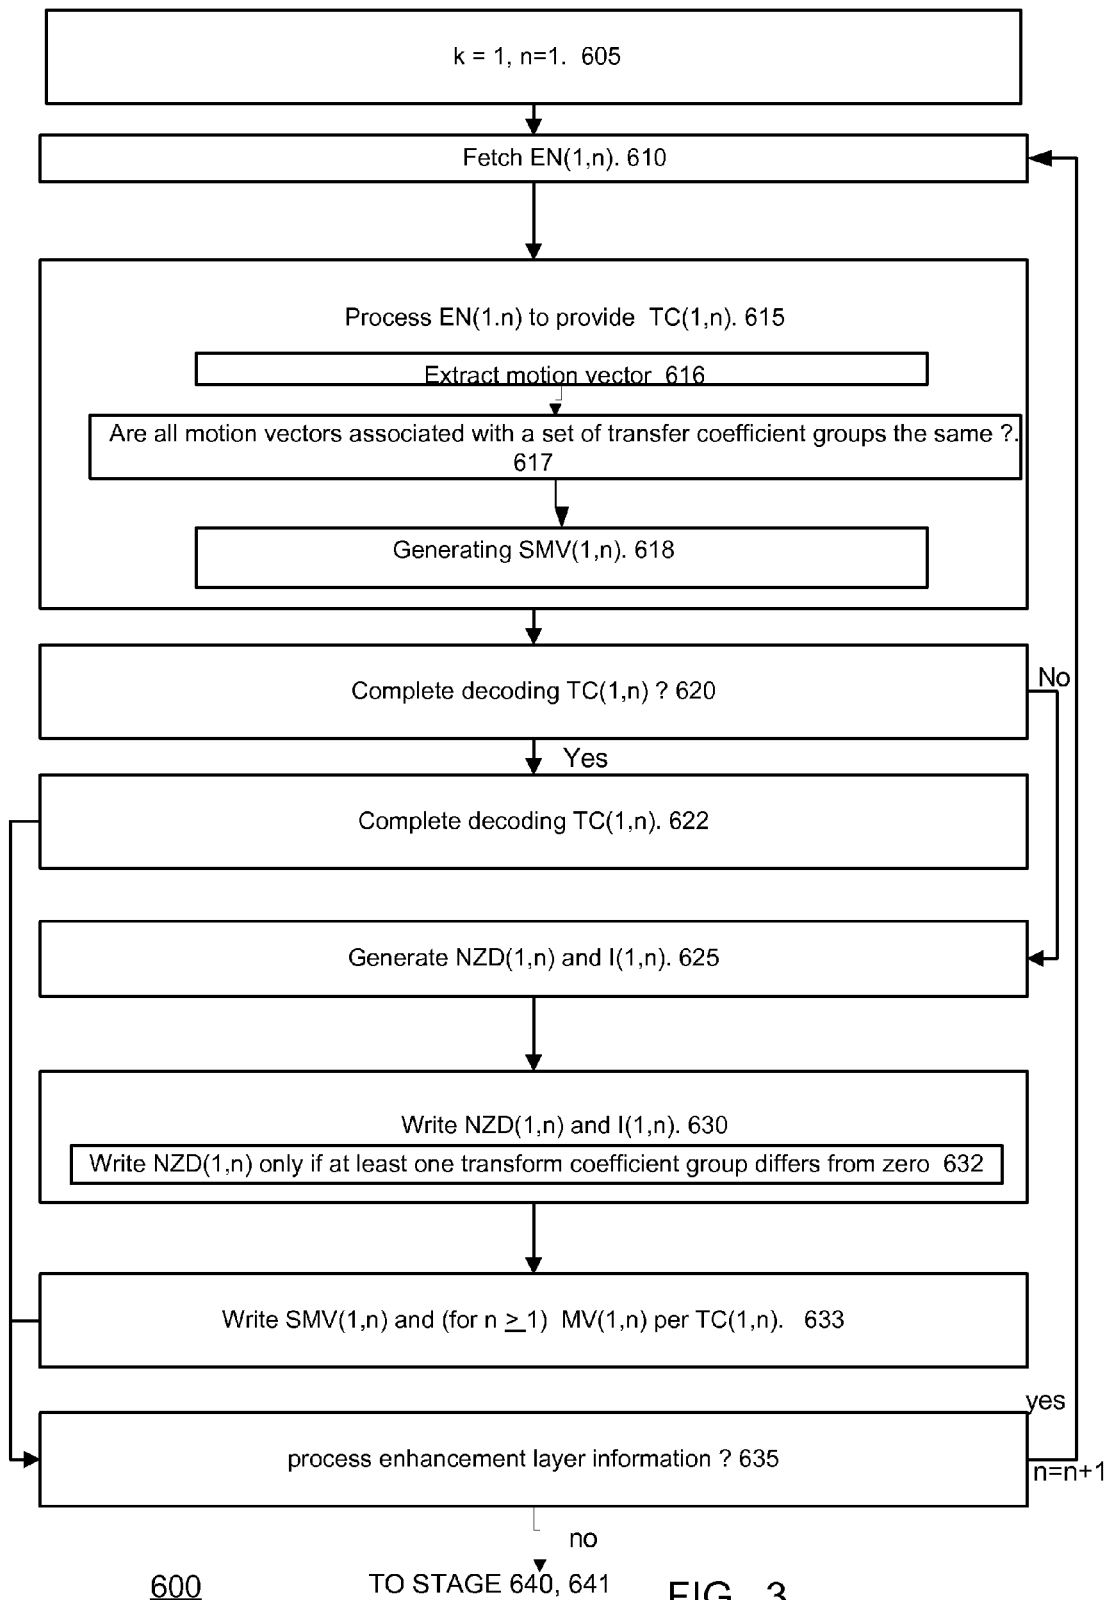 k = 1, n=1.  605
Fetch EN(1,n). 610
Process EN(1.n) to provide  TC(1,n). 615
Extract motion vector  616
Are all motion vectors associated with a set of transfer coefficient groups the same ?.
617
Generating SMV(1,n). 618
Complete decoding TC(1,n) ? 620
No
Yes
Complete decoding TC(1,n). 622
Generate NZD(1,n) and I(1,n). 625
Write NZD(1,n) and I(1,n). 630
Write NZD(1,n) only if at least one transform coefficient group differs from zero  632
Write SMV(1,n) and (for n ≥ 1)  MV(1,n) per TC(1,n).   633
yes
process enhancement layer information ? 635
n=n+1
no
600
TO STAGE 640, 641
FIG. 3